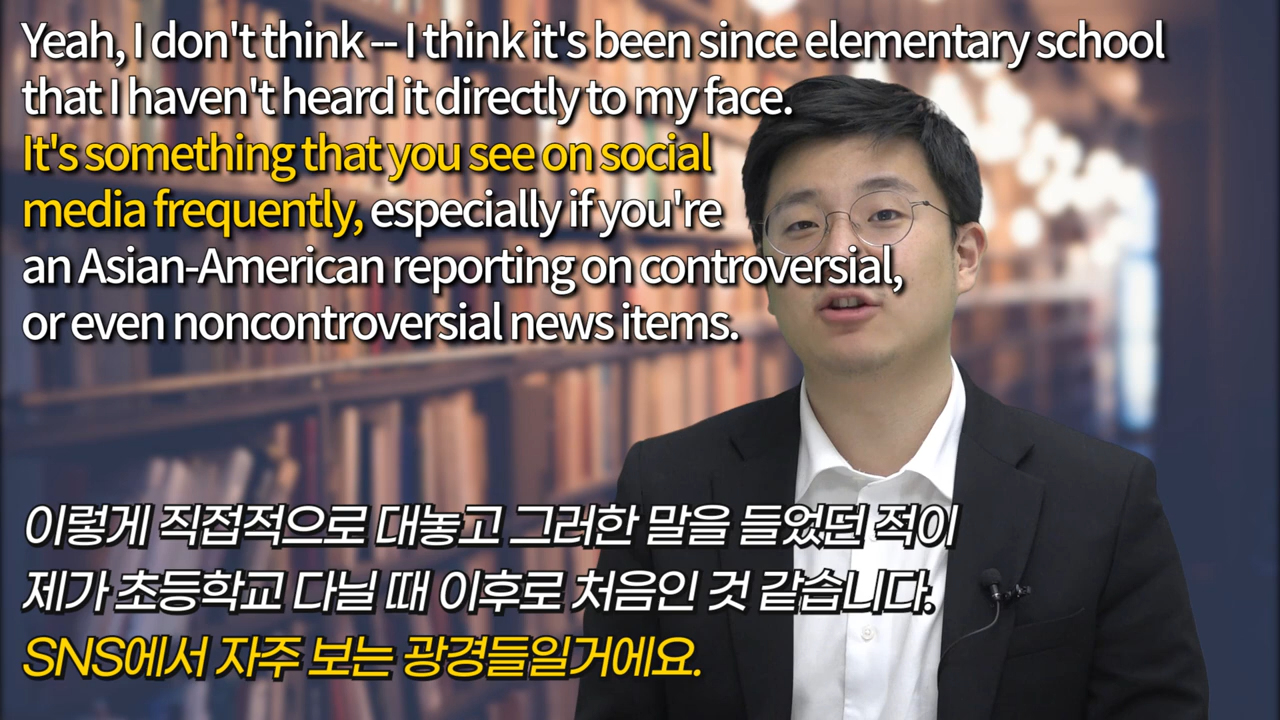 Yeah, I don't think -- I think it's been since elementary school
that I haven't heard it directly to my face.
It's something that you see on social
media frequently, especially if you're
an Asian-American reporting on controversial,
or even noncontroversial news items.
이렇게 직접적으로 대놓고 그러한 말을 들었던 적이
제가 초등학교 다닐 때 이후로 처음인 것 같습니다.
SNS에서 자주 보는 광경들일거에요.